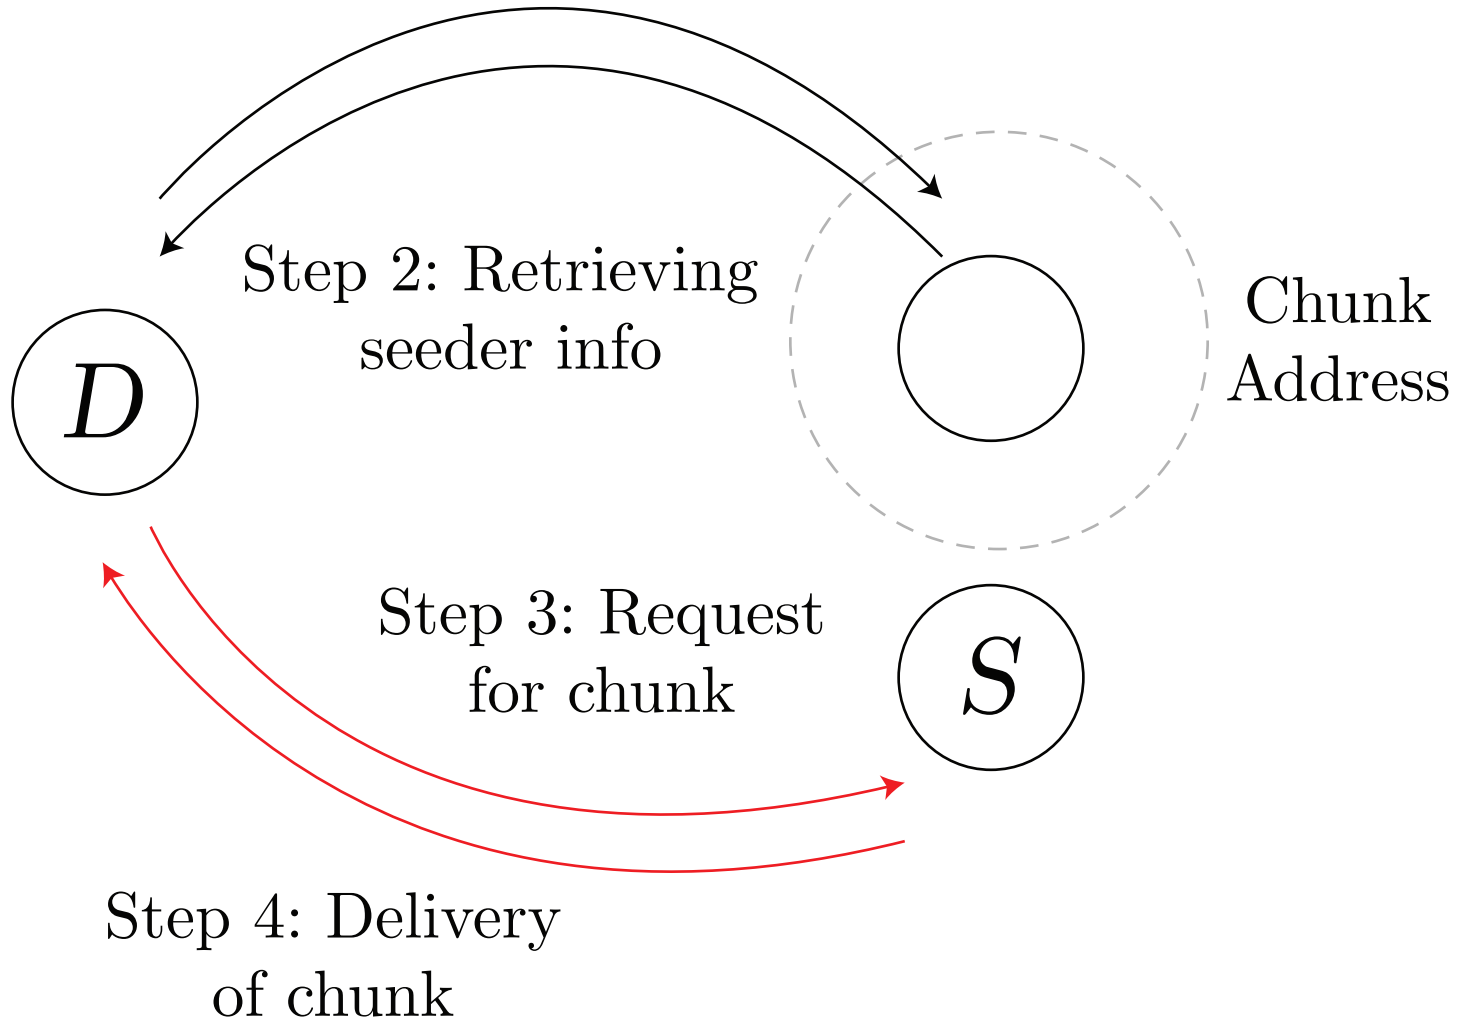 Step 2: Retrieving
seeder info
Chunk
Address
D
Step 3: Request
for chunk
S
Step 4: Delivery
of chunk